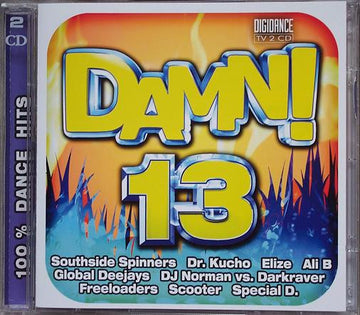 2
CD
100 % DANCE HITS
DIGIDANCE
TV 2 CD
DAMN!
13
Southside Spinners Dr. Kucho Elize Ali B
Global Deejays DJ Norman vs. Darkraver
Freeloaders Scooter Special D.